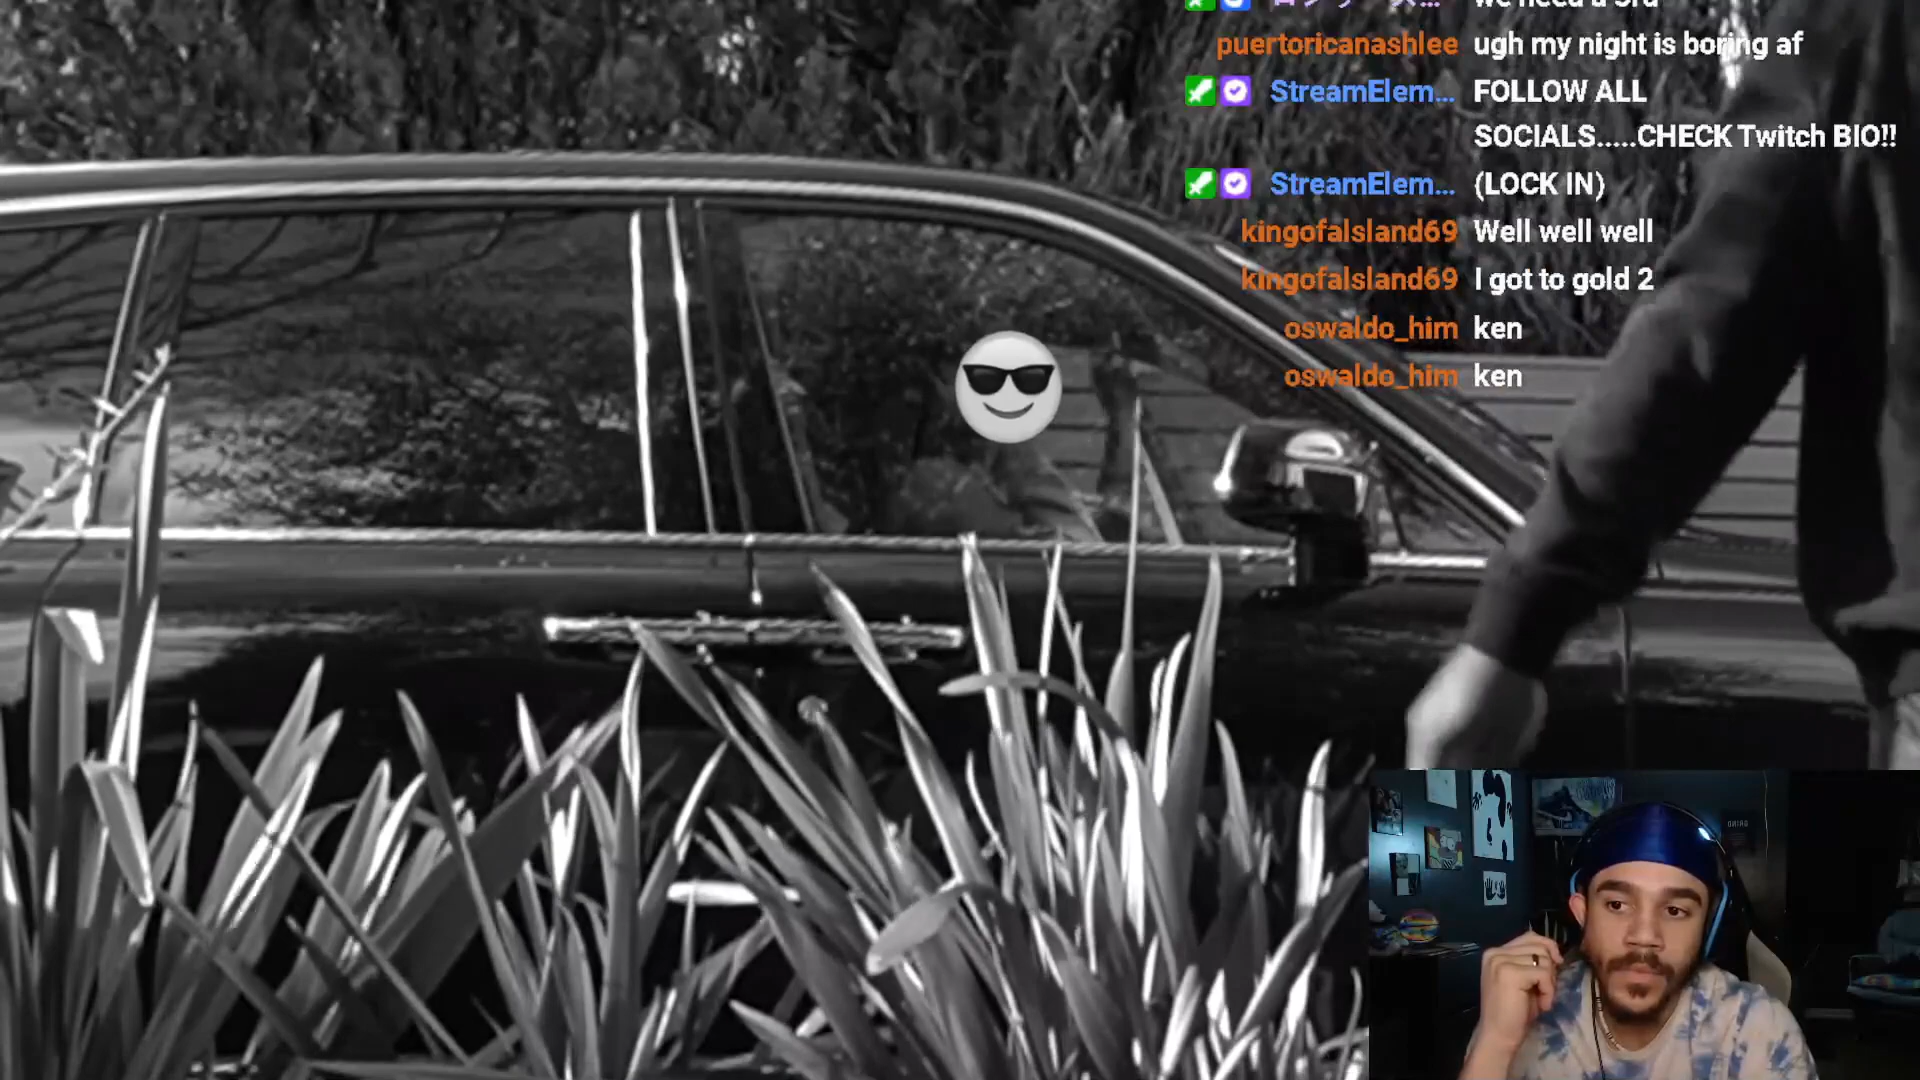 puertoricanashlee ugh my night is boring af
StreamElem... FOLLOW ALL
SOCIALS.....CHECK Twitch BIO!!
StreamElem... (LOCK IN)
kingofalsland69 Well well well
kingofalsland69 I got to gold 2
oswaldo_him ken
oswaldo_him ken